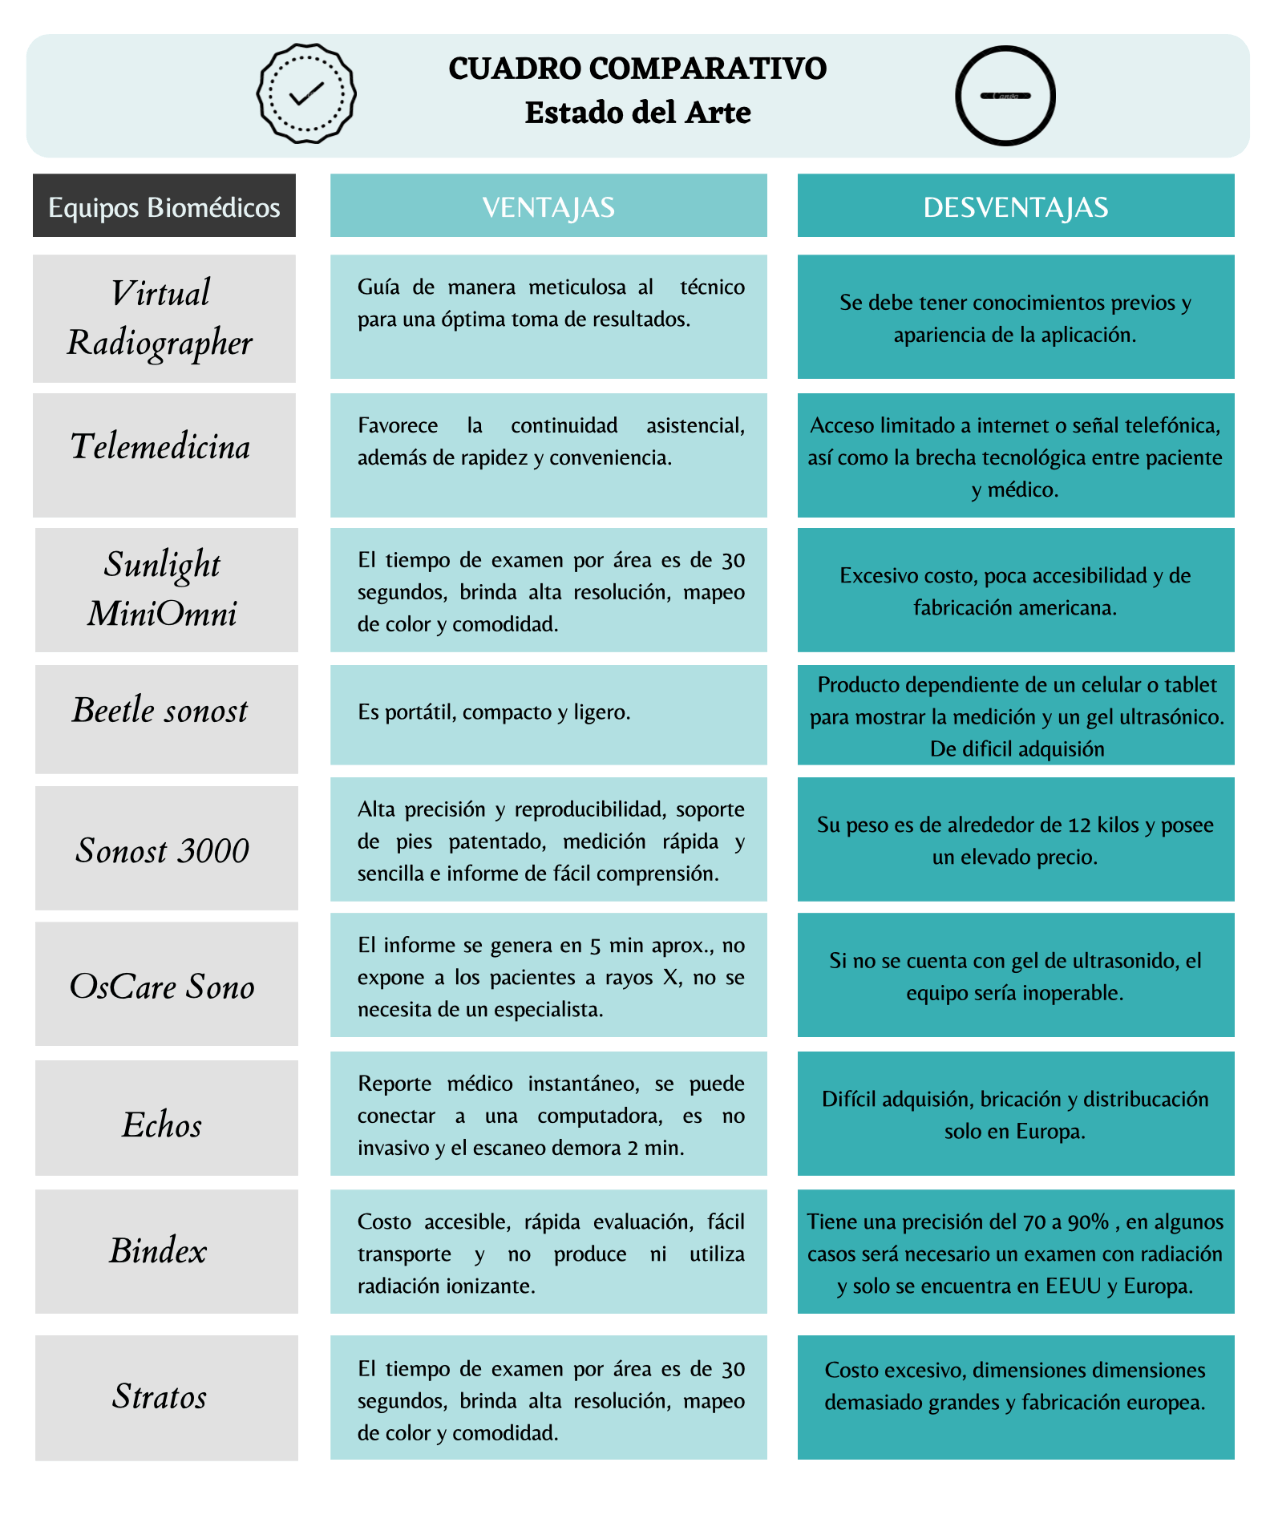 CUADRO COMPARATIVO
Estado del Arte
Equipos Biomédicos
VENTAJAS
DESVENTAJAS
Virtual
Radiographer
Guía de manera meticulosa al técnico
para una óptima toma de resultados.
Se debe tener conocimientos previos y
apariencia de la aplicación.
Telemedicina
Favorece la continuidad asistencial,
además de rapidez y conveniencia.
Acceso limitado a internet o señal telefónica,
así como la brecha tecnológica entre paciente
y médico.
Sunlight
MiniOmni
El tiempo de examen por área es de 30
segundos, brinda alta resolución, mapeo
de color y comodidad.
Excesivo costo, poca accesibilidad y de
fabricación americana.
Beetle sonost
Es portátil, compacto y ligero.
Producto dependiente de un celular o tablet
para mostrar la medición y un gel ultrasónico.
De dificil adquisión
Sonost 3000
Alta precisión y reproducibilidad, soporte
de pies patentado, medición rápida y
sencilla e informe de fácil comprensión.
Su peso es de alrededor de 12 kilos y posee
un elevado precio.
OsCare Sono
El informe se genera en 5 min aprox., no
expone a los pacientes a rayos X, no se
necesita de un especialista.
Si no se cuenta con gel de ultrasonido, el
equipo sería inoperable.
Echos
Reporte médico instantáneo, se puede
conectar a una computadora, es no
invasivo y el escaneo demora 2 min.
Difícil adquisión, bricación y distribucación
solo en Europa.
Bindex
Costo accesible, rápida evaluación, fácil
transporte y no produce ni utiliza
radiación ionizante.
Tiene una precisión del 70 a 90% , en algunos
casos será necesario un examen con radiación
y solo se encuentra en EEUU y Europa.
Stratos
El tiempo de examen por área es de 30
segundos, brinda alta resolución, mapeo
de color y comodidad.
Costo excesivo, dimensiones dimensiones
demasiado grandes y fabricación europea.